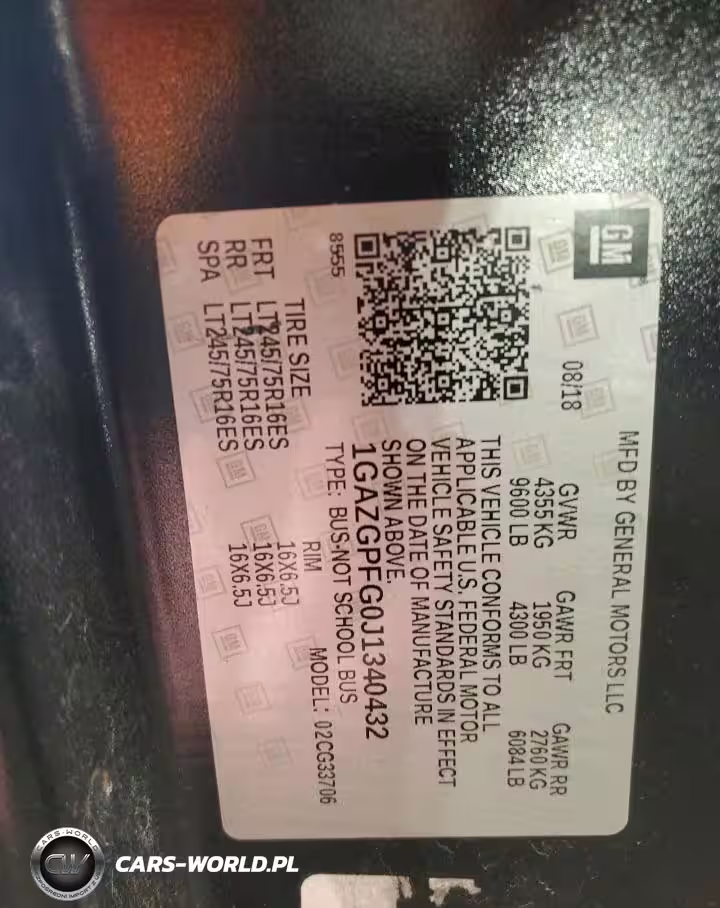 GM
MFD BY GENERAL MOTORS LLC
08/18
GVWR GAWR FRT GAWR RR
4355 KG 1950 KG 2760 KG
9600 LB 4300 LB 6084 LB
THIS VEHICLE CONFORMS TO ALL
APPLICABLE U.S. FEDERAL MOTOR
VEHICLE SAFETY STANDARDS IN EFFECT
ON THE DATE OF MANUFACTURE
SHOWN ABOVE.
1GAZGPFG0J1340432
8555
TYPE: BUS-NOT SCHOOL BUS
MODEL: 02CG33706
TIRE SIZE RIM
FRT LT245/75R16ES 16X6.5J
RR LT245/75R16ES 16X6.5J
SPA LT245/75R16ES 16X6.5J
CARS-WORLD
CW
CARS-WORLD.PL